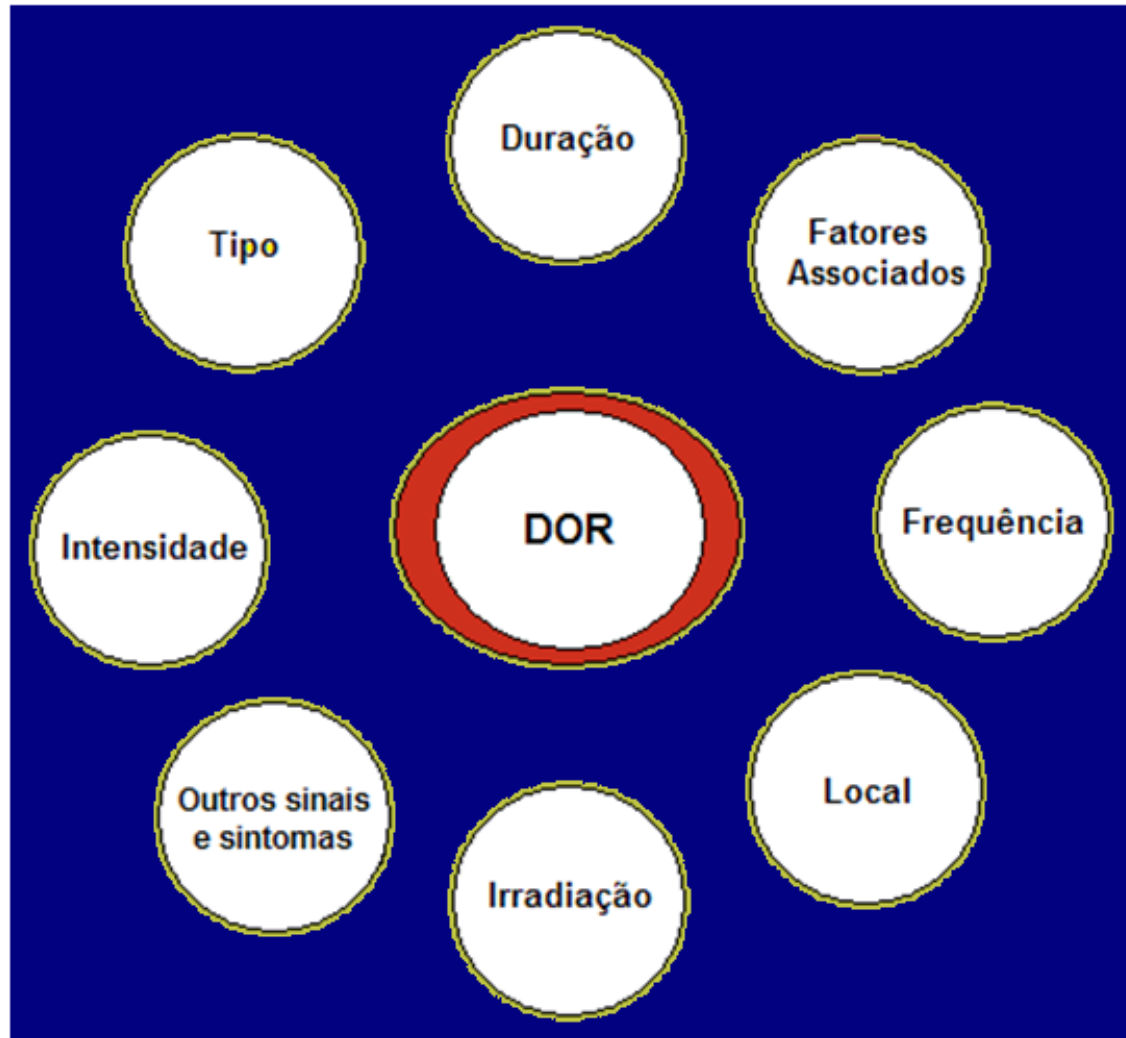 Duração
Tipo
Fatores
Associados
DOR
Frequência
Intensidade
Local
Outros sinais
e sintomas
Irradiação